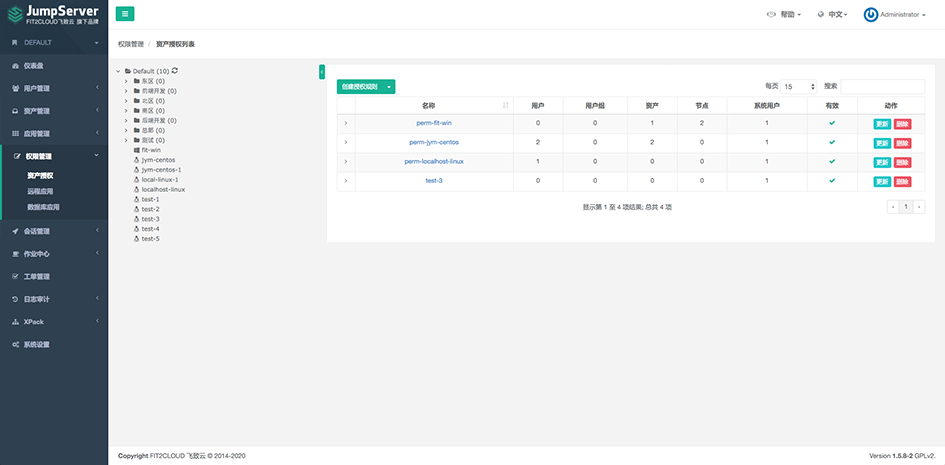 JumpServer
FIT2CLOUD飞致云 旗下品牌
帮助
中文
Administrator
DEFAULT
仪表盘
用户管理
资产管理
应用管理
权限管理
资产授权
远程应用
数据库应用
会话管理
作业中心
工单管理
日志审计
XPack
系统设置
权限管理 / 资产授权列表
Default (10)
东区 (0)
前端开发 (0)
北区 (0)
南区 (0)
后端开发 (0)
总部 (0)
测试 (0)
fit-win
jym-centos
jym-centos-1
local-linux-1
localhost-linux
test-1
test-2
test-3
test-4
test-5
创建授权规则
每页 15 搜索
名称 用户 用户组 资产 节点 系统用户 有效 动作
perm-fit-win 0 0 1 2 1 更新 删除
perm-jym-centos 2 0 2 0 1 更新 删除
perm-localhost-linux 1 0 0 0 1 更新 删除
test-3 0 0 0 0 1 更新 删除
显示第 1 至 4 项结果; 总共 4 项
‹ 1 ›
Copyright FIT2CLOUD 飞致云 © 2014-2020
Version 1.5.8-2 GPLv2.